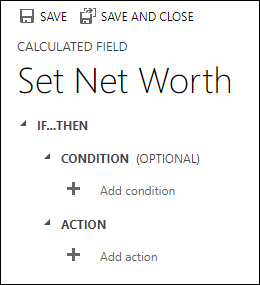 SAVE SAVE AND CLOSE
CALCULATED FIELD
Set Net Worth
IF...THEN
CONDITION (OPTIONAL)
Add condition
ACTION
Add action